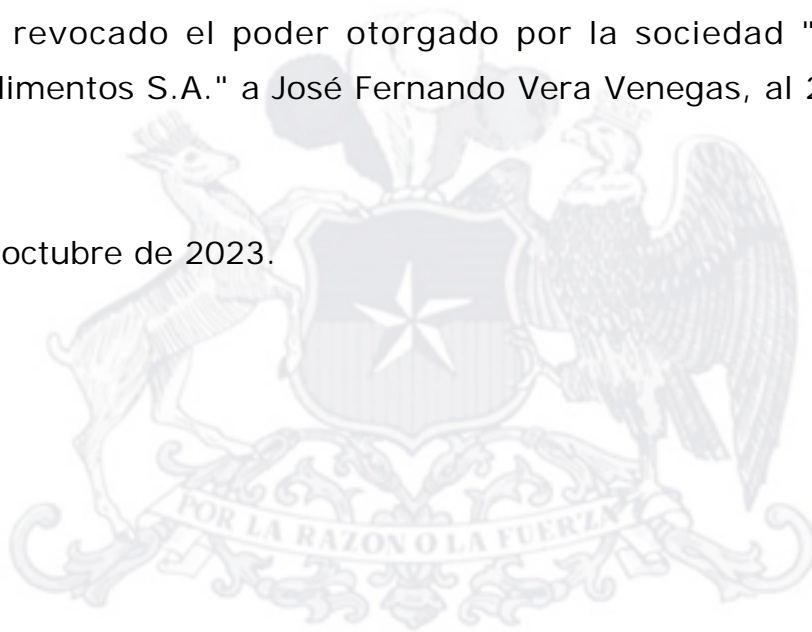 revocado el poder otorgado por la sociedad "
limentos S.A." a José Fernando Vera Venegas, al 2
octubre de 2023.
POR LA RAZON O LA FUERZA